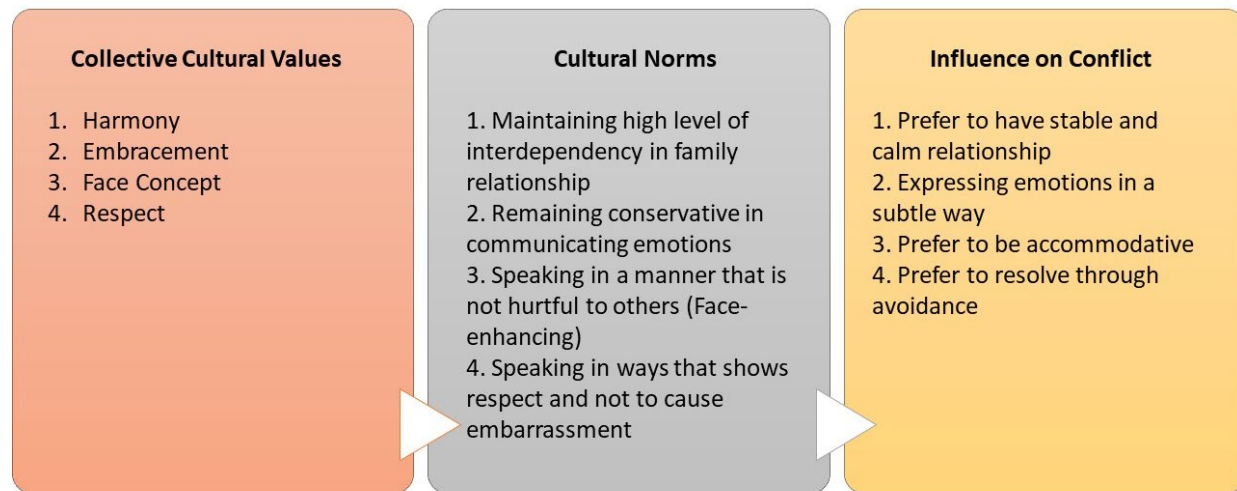 Collective Cultural Values
1. Harmony
2. Embracement
3. Face Concept
4. Respect
Cultural Norms
1. Maintaining high level of
interdependency in family
relationship
2. Remaining conservative in
communicating emotions
3. Speaking in a manner that is
not hurtful to others (Face-
enhancing)
4. Speaking in ways that shows
respect and not to cause
embarrassment
Influence on Conflict
1. Prefer to have stable and
calm relationship
2. Expressing emotions in a
subtle way
3. Prefer to be accommodative
4. Prefer to resolve through
avoidance